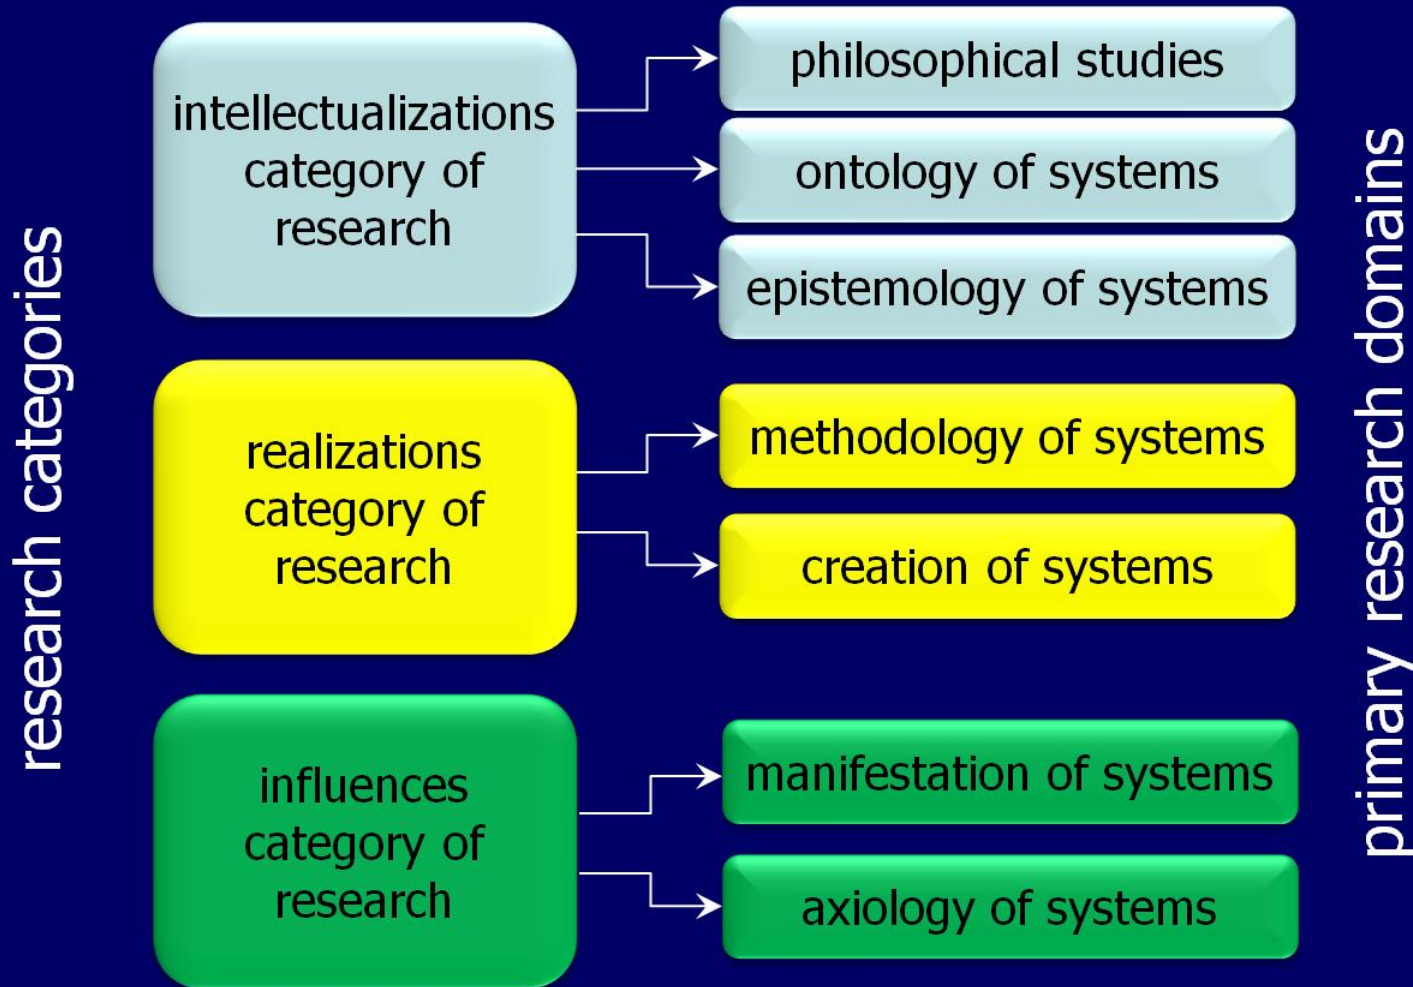 research categories
intellectualizations
category of
research
philosophical studies
ontology of systems
epistemology of systems
realizations
category of
research
methodology of systems
creation of systems
influences
category of
research
manifestation of systems
axiology of systems
primary research domains